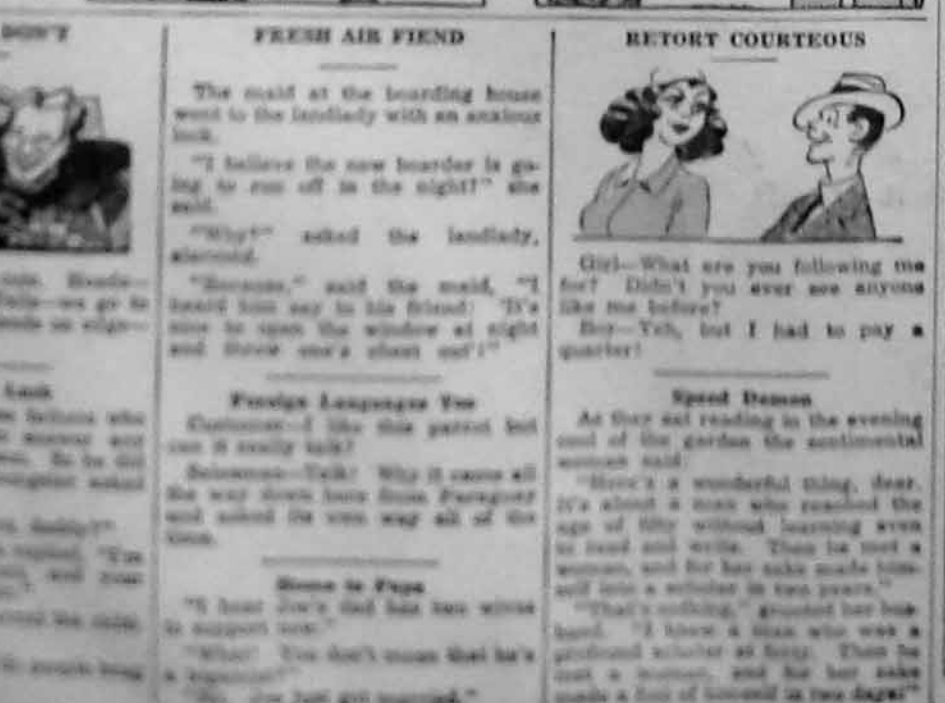 DON'T
FRESH AIR FIEND
The maid at the boarding house
went to the landlady with an anxious
look.
"I believe the new boarder is go-
ing to run off in the night!" she
said.
"Why?" asked the landlady,
alarmed.
"Because," said the maid, "I
heard him say to his friend: 'It's
nice to open the window at night
and throw one's chest out'!"
Foreign Languages Too
Customer—I like this parrot but
can it really talk?
Salesman—Talk! Why it came all
the way down here from Paraguay
and asked its own way all of the
time.
Home to Papa
"I hear Joe's dad has two wives
to support now."
"What! You don't mean that he's
a bigamist?"
"No. Joe just got married."
RETORT COURTEOUS
Girl—What are you following me
for? Didn't you ever see anyone
like me before?
Boy—Yeh, but I had to pay a
quarter!
Speed Demon
As they sat reading in the evening
cool of the garden the sentimental
woman said:
"Here's a wonderful thing, dear.
It's about a man who reached the
age of fifty without learning even
to read and write. Then he met a
woman, and for her sake made him-
self into a scholar in two years."
"That's nothing," grunted her hus-
band. "I knew a man who was a
profound scholar at forty. Then he
met a woman, and for her sake
made a fool of himself in two days!"